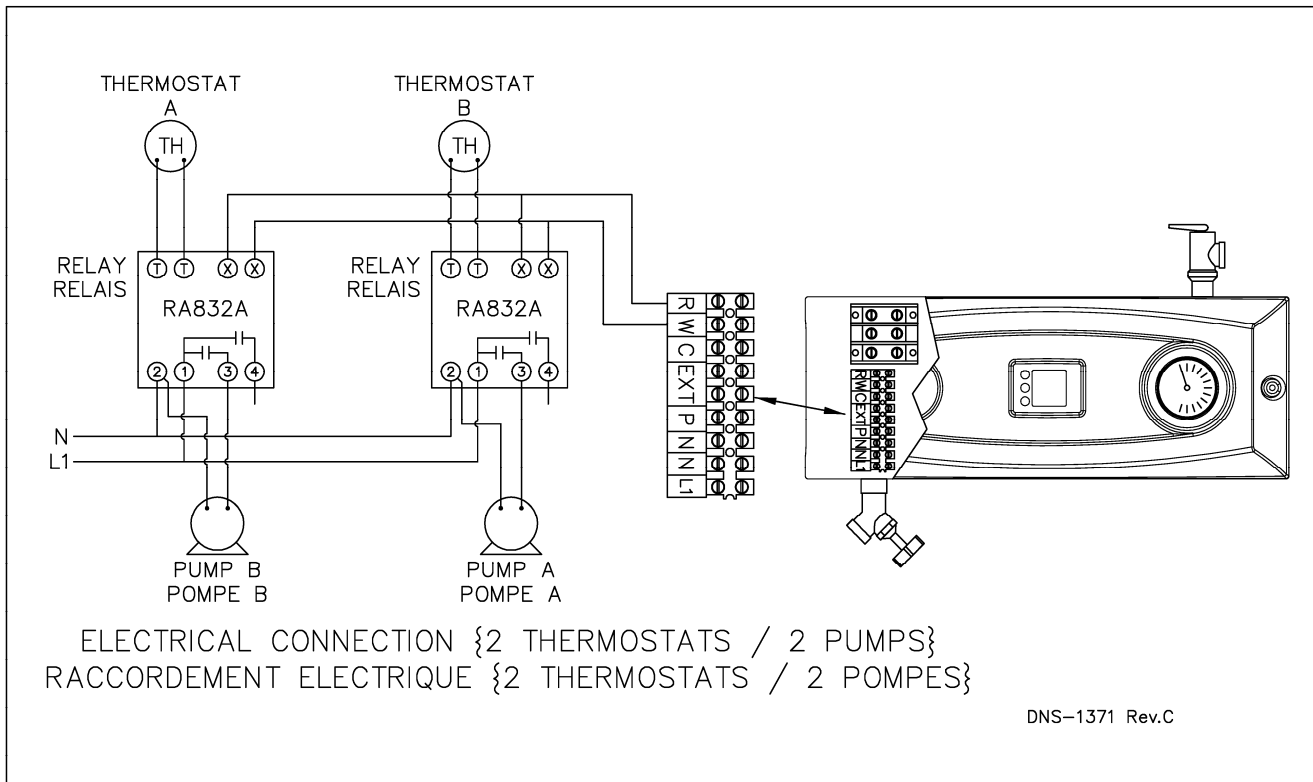 THERMOSTAT
A
TH
THERMOSTAT
B
TH
RELAY
RELAIS
T T X X
RA832A
2 1 3 4
RELAY
RELAIS
T T X X
RA832A
2 1 3 4
N
L1
PUMP B
POMPE B
PUMP A
POMPE A
R
W
C
EXT
P
N
N
L1
R
W
C
EXT
P
N
N
L1
ELECTRICAL CONNECTION {2 THERMOSTATS / 2 PUMPS}
RACCORDEMENT ELECTRIQUE {2 THERMOSTATS / 2 POMPES}
DNS-1371 Rev.C